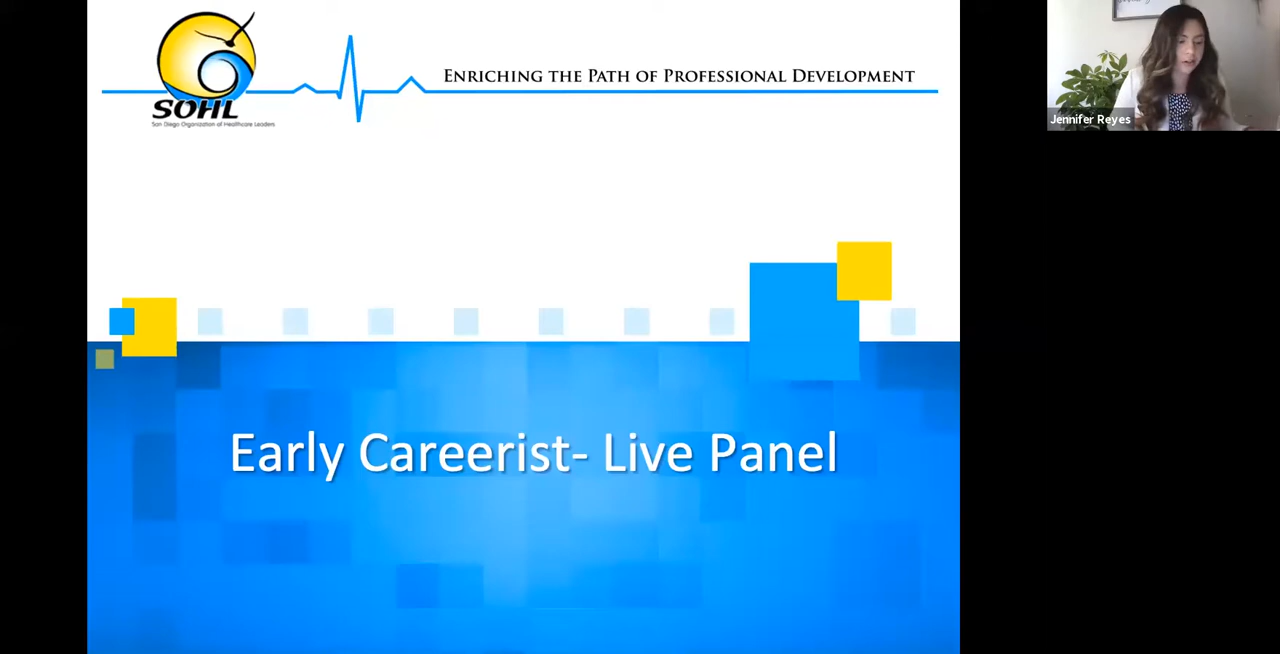 ENRICHING THE PATH OF PROFESSIONAL DEVELOPMENT
SOHL
San Diego Organization of Healthcare Leaders
Jennifer Reyes
Early Careerist- Live Panel